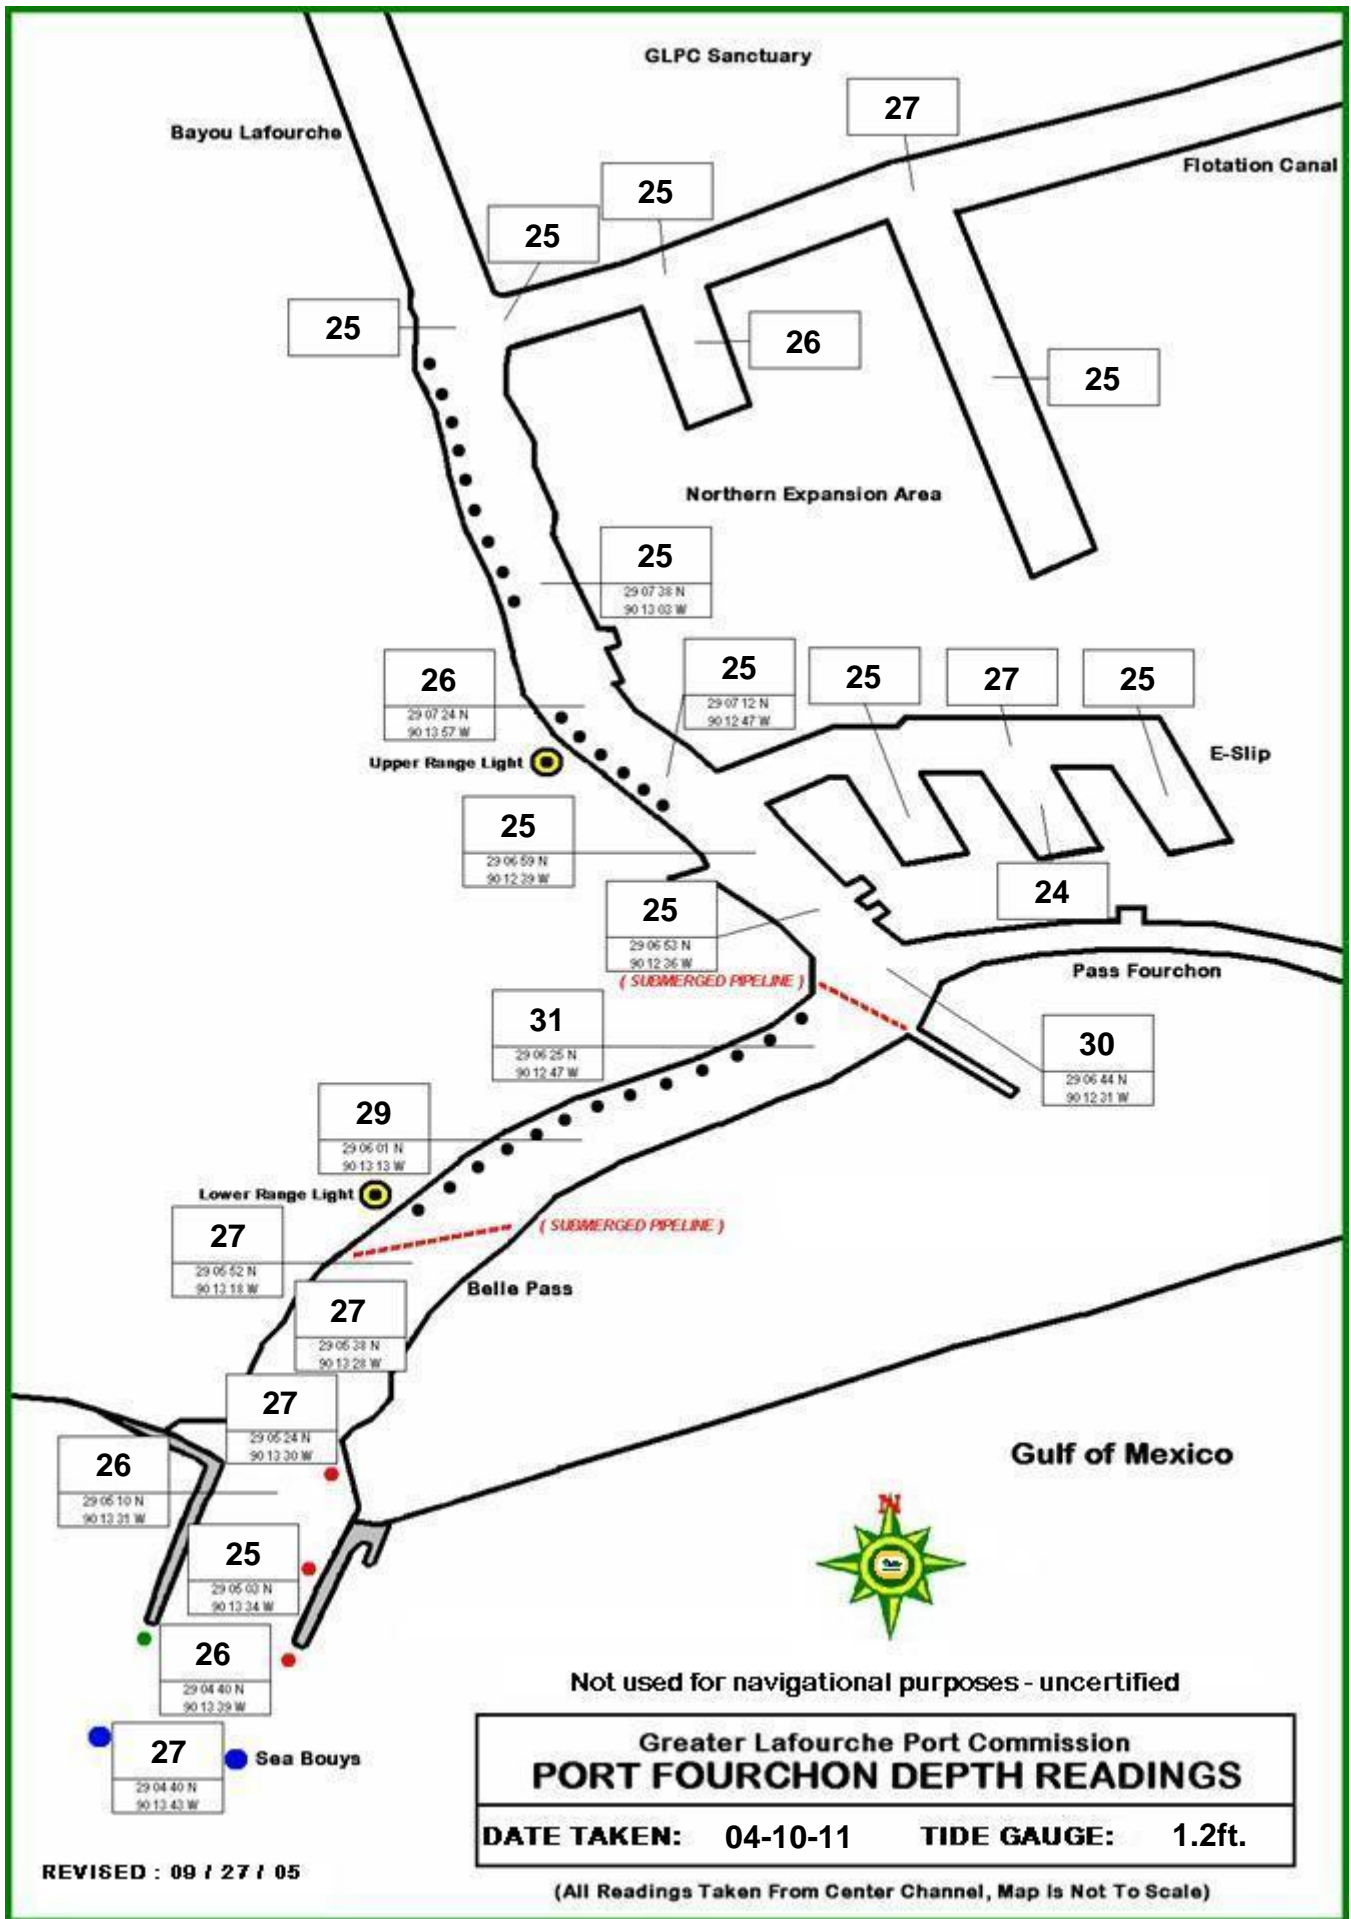 GLPC Sanctuary
27
Bayou Lafourche
Flotation Canal
25
25
25
26
25
Northern Expansion Area
25
29 07 38 N
90 13 03 W
26
29 07 24 N
90 13 57 W
25
29 07 12 N
90 12 47 W
25
27
25
Upper Range Light
E-Slip
25
29 06 59 N
90 12 39 W
24
25
29 06 53 N
90 12 36 W
( SUBMERGED PIPELINE )
Pass Fourchon
31
29 06 25 N
90 12 47 W
30
29 06 44 N
90 12 31 W
29
29 06 01 N
90 13 13 W
Lower Range Light
27
29 05 52 N
90 13 18 W
( SUBMERGED PIPELINE )
Belle Pass
27
29 05 38 N
90 13 28 W
27
29 05 24 N
90 13 30 W
26
29 05 10 N
90 13 31 W
Gulf of Mexico
N
25
29 05 03 N
90 13 34 W
26
29 04 40 N
90 13 39 W
27
29 04 40 N
90 13 43 W
Sea Bouys
Not used for navigational purposes - uncertified
Greater Lafourche Port Commission
PORT FOURCHON DEPTH READINGS
DATE TAKEN: 04-10-11 TIDE GAUGE: 1.2ft.
REVISED : 09 / 27 / 05
(All Readings Taken From Center Channel, Map Is Not To Scale)